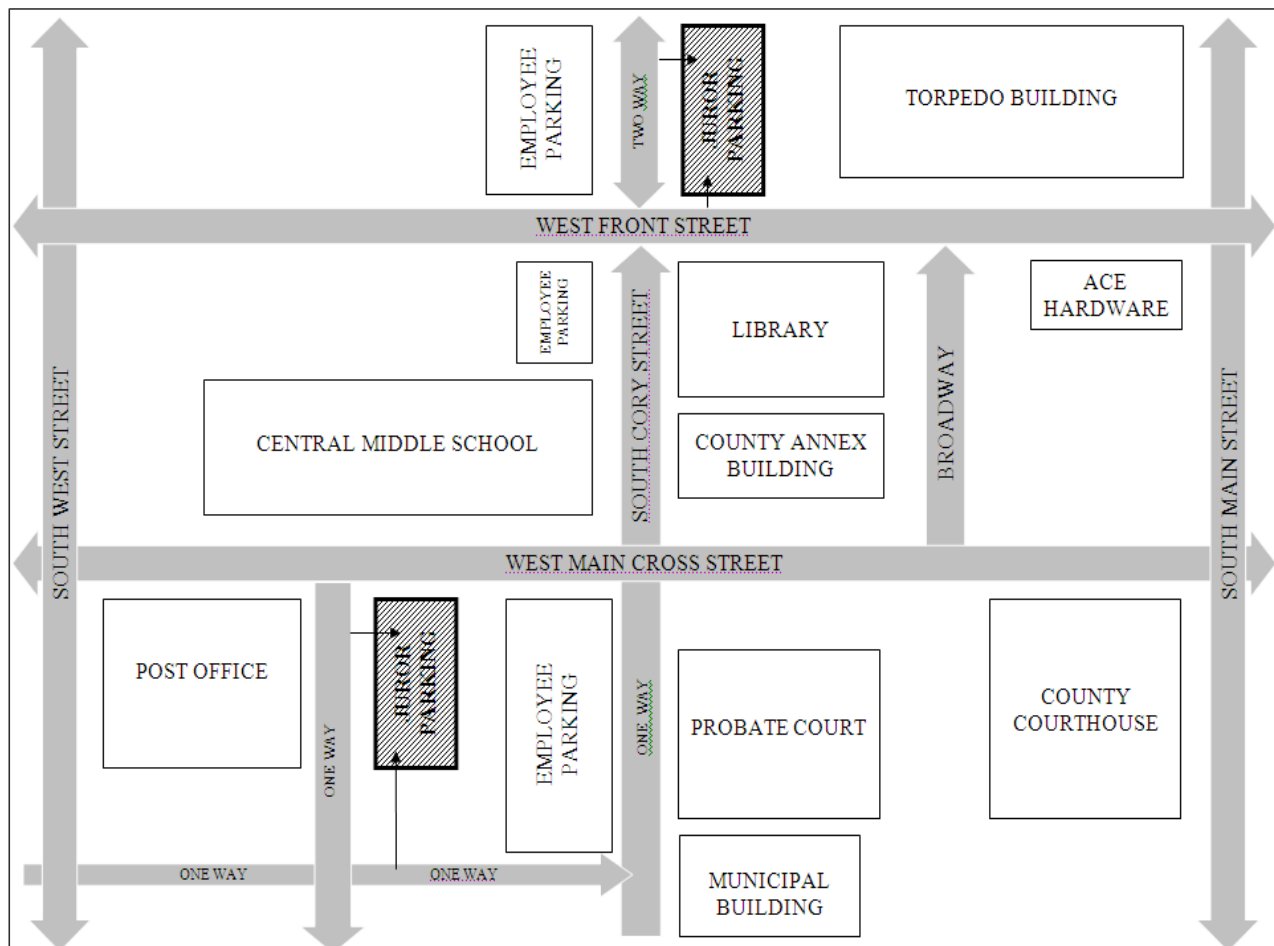 EMPLOYEE
PARKING
TWO WAY
JUROR
PARKING
TORPEDO BUILDING
WEST FRONT STREET
EMPLOYEE
PARKING
SOUTH CORY STREET
LIBRARY
BROADWAY
ACE
HARDWARE
SOUTH WEST STREET
CENTRAL MIDDLE SCHOOL
COUNTY ANNEX
BUILDING
SOUTH MAIN STREET
WEST MAIN CROSS STREET
POST OFFICE
ONE WAY
JUROR
PARKING
EMPLOYEE
PARKING
ONE WAY
PROBATE COURT
COUNTY
COURTHOUSE
ONE WAY
ONE WAY
MUNICIPAL
BUILDING